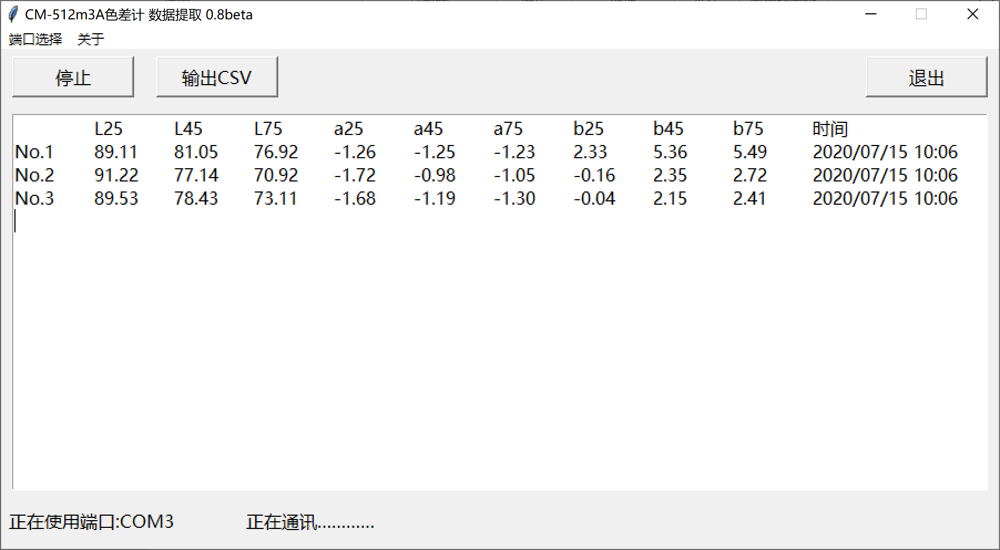 CM-512m3A色差计 数据提取 0.8beta
端口选择 关于
停止 输出CSV 退出
L25 L45 L75 a25 a45 a75 b25 b45 b75 时间
No.1 89.11 81.05 76.92 -1.26 -1.25 -1.23 2.33 5.36 5.49 2020/07/15 10:06
No.2 91.22 77.14 70.92 -1.72 -0.98 -1.05 -0.16 2.35 2.72 2020/07/15 10:06
No.3 89.53 78.43 73.11 -1.68 -1.19 -1.30 -0.04 2.15 2.41 2020/07/15 10:06
正在使用端口:COM3 正在通讯............